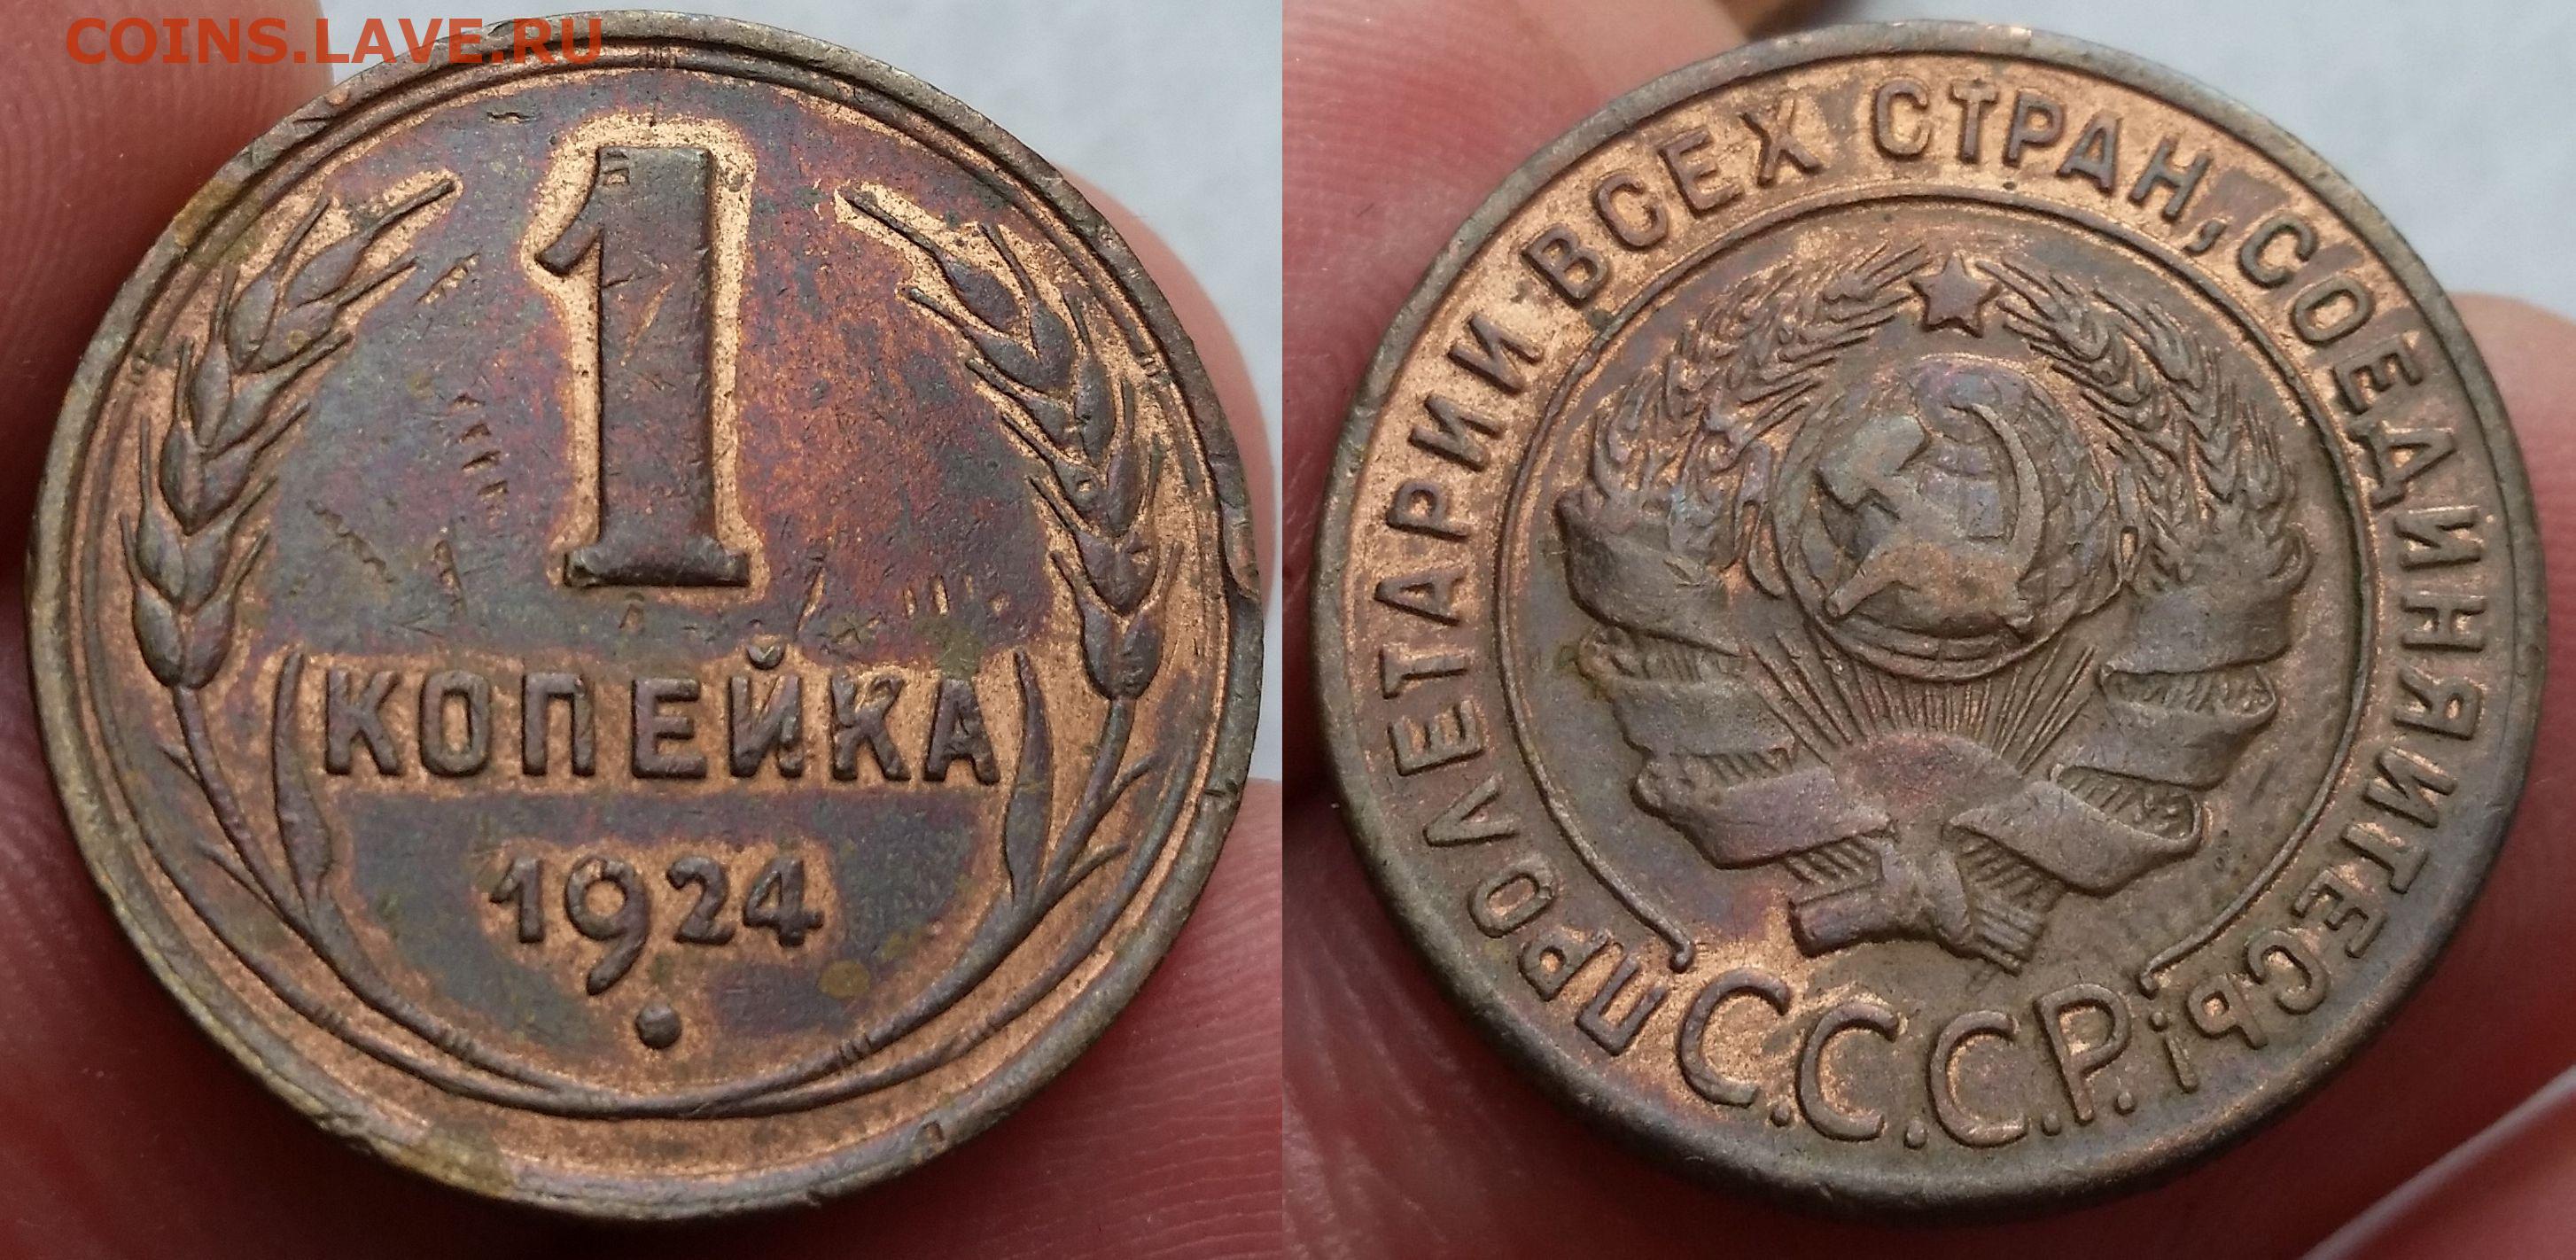 COINS.LAVE.RU
1
КОПЕЙКА
1924
ПРОЛЕТАРИИ ВСЕХ СТРАН, СОЕДИНЯЙТЕСЬ!
С.С.С.Р.